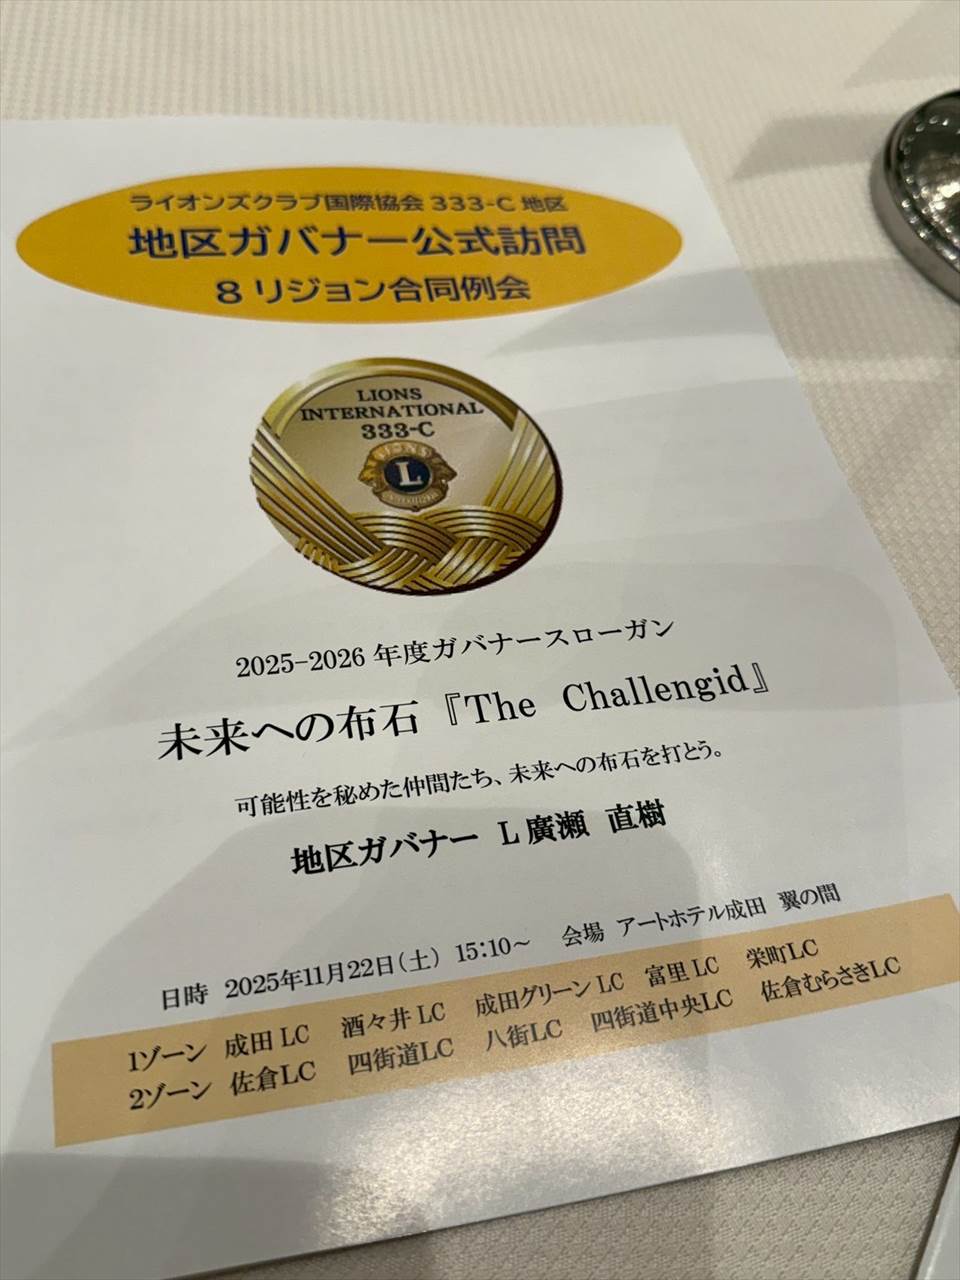 ライオンズクラブ国際協会 333-C 地区
地区ガバナー公式訪問
8 リジョン合同例会
LIONS
INTERNATIONAL
333-C
LIONS
L
2025-2026 年度ガバナースローガン
未来への布石『The Challengid』
可能性を秘めた仲間たち、未来への布石を打とう。
地区ガバナー L 廣瀬 直樹
日時 2025年11月22日(土) 15:10～ 会場 アートホテル成田 翼の間
1ゾーン 成田 LC 酒々井 LC 成田グリーン LC 富里 LC 栄町LC
2ゾーン 佐倉LC 四街道LC 八街LC 四街道中央LC 佐倉むらさきLC